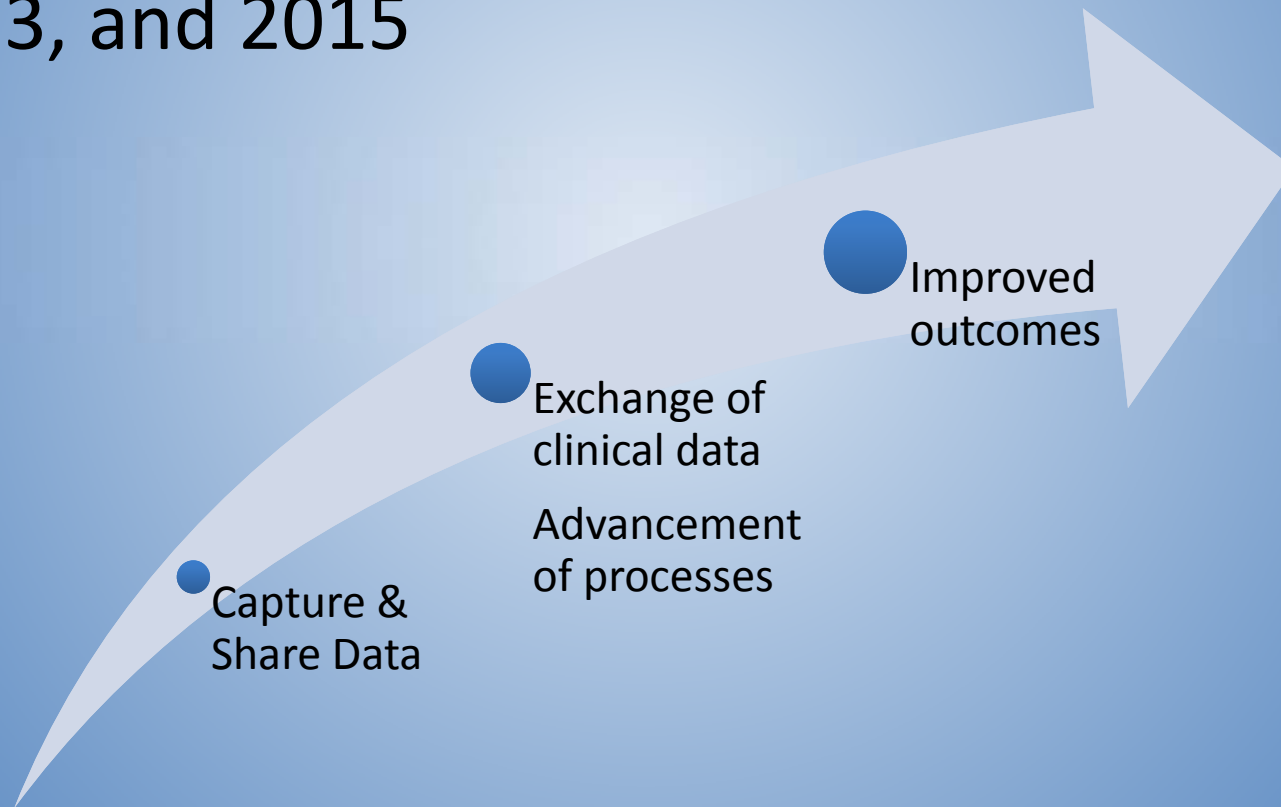 3, and 2015
Improved
outcomes
Exchange of
clinical data
Advancement
of processes
Capture &
Share Data